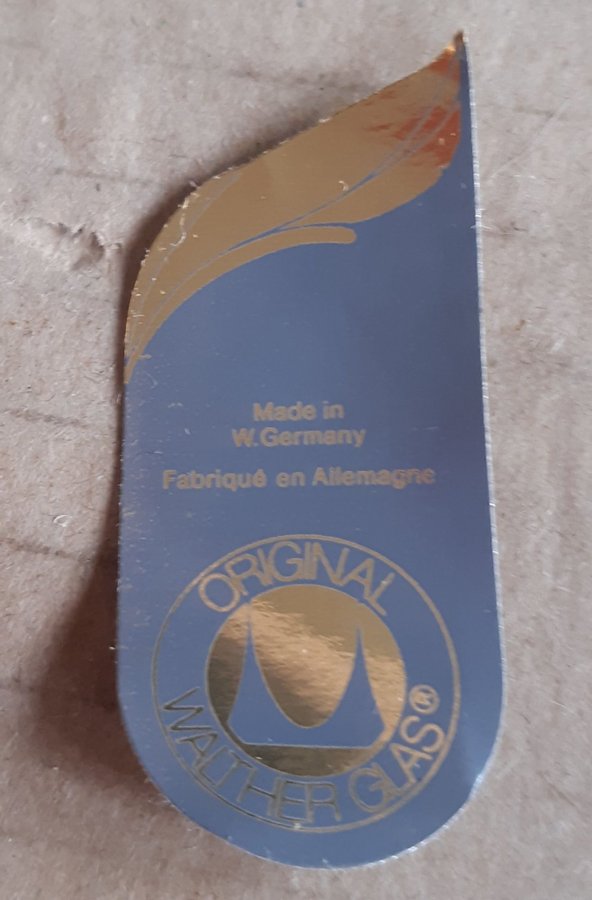 Made in
W.Germany
Fabriqué en Allemagne
ORIGINAL
WALTHER GLAS®